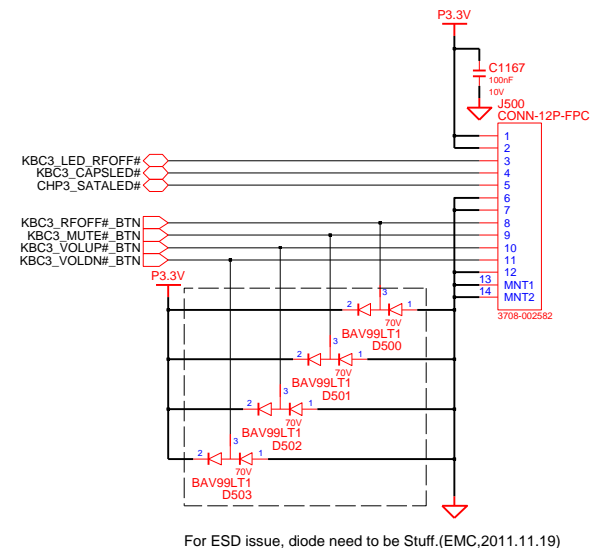 P3.3V
C1167
100nF
10V
J500
CONN-12P-FPC
1
2
KBC3_LED_RFOFF# 3
KBC3_CAPSLED# 4
CHP3_SATALED# 5
6
7
KBC3_RFOFF#_BTN 8
KBC3_MUTE#_BTN 9
KBC3_VOLUP#_BTN 10
KBC3_VOLDN#_BTN 11
12
P3.3V
13 MNT1
14 MNT2
3708-002582
3
2 1
70V
BAV99LT1
D500
3
2 1
70V
BAV99LT1
D501
3
2 1
70V
BAV99LT1
D502
3
2 1
70V
BAV99LT1
D503
For ESD issue, diode need to be Stuff.(EMC,2011.11.19)